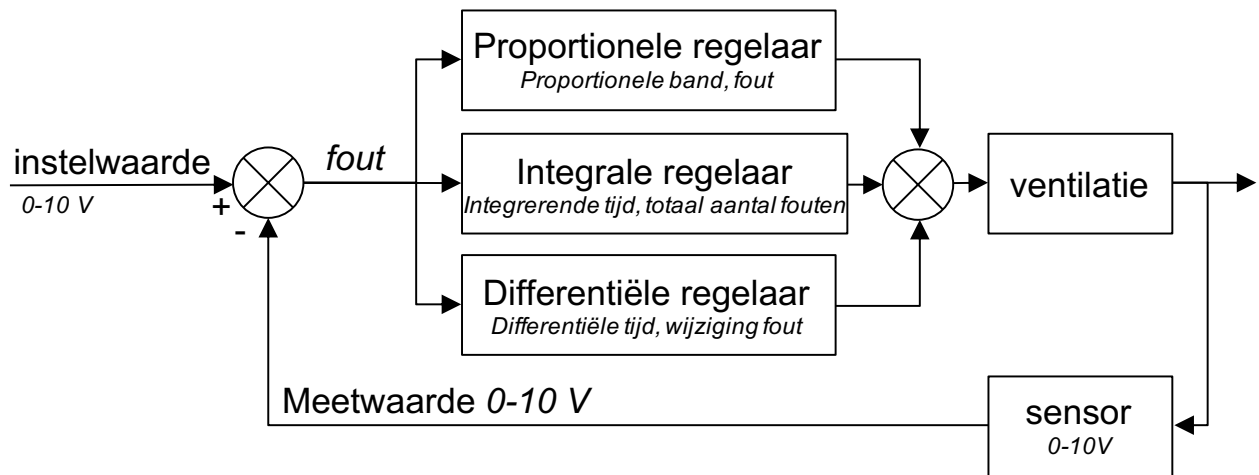 Proportionele regelaar
Proportionele band, fout
instelwaarde
0-10 V
+
-
fout
Integrale regelaar
Integrerende tijd, totaal aantal fouten
ventilatie
Differentiële regelaar
Differentiële tijd, wijziging fout
Meetwaarde 0-10 V
sensor
0-10V